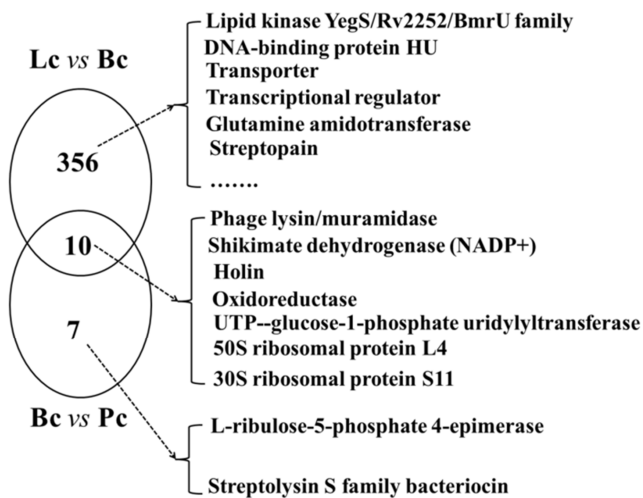 Lc vs Bc
356
10
7
Bc vs Pc
Lipid kinase YegS/Rv2252/BmrU family
DNA-binding protein HU
Transporter
Transcriptional regulator
Glutamine amidotransferase
Streptopain
.......
Phage lysin/muramidase
Shikimate dehydrogenase (NADP+)
Holin
Oxidoreductase
UTP--glucose-1-phosphate uridylyltransferase
50S ribosomal protein L4
30S ribosomal protein S11
L-ribulose-5-phosphate 4-epimerase
Streptolysin S family bacteriocin